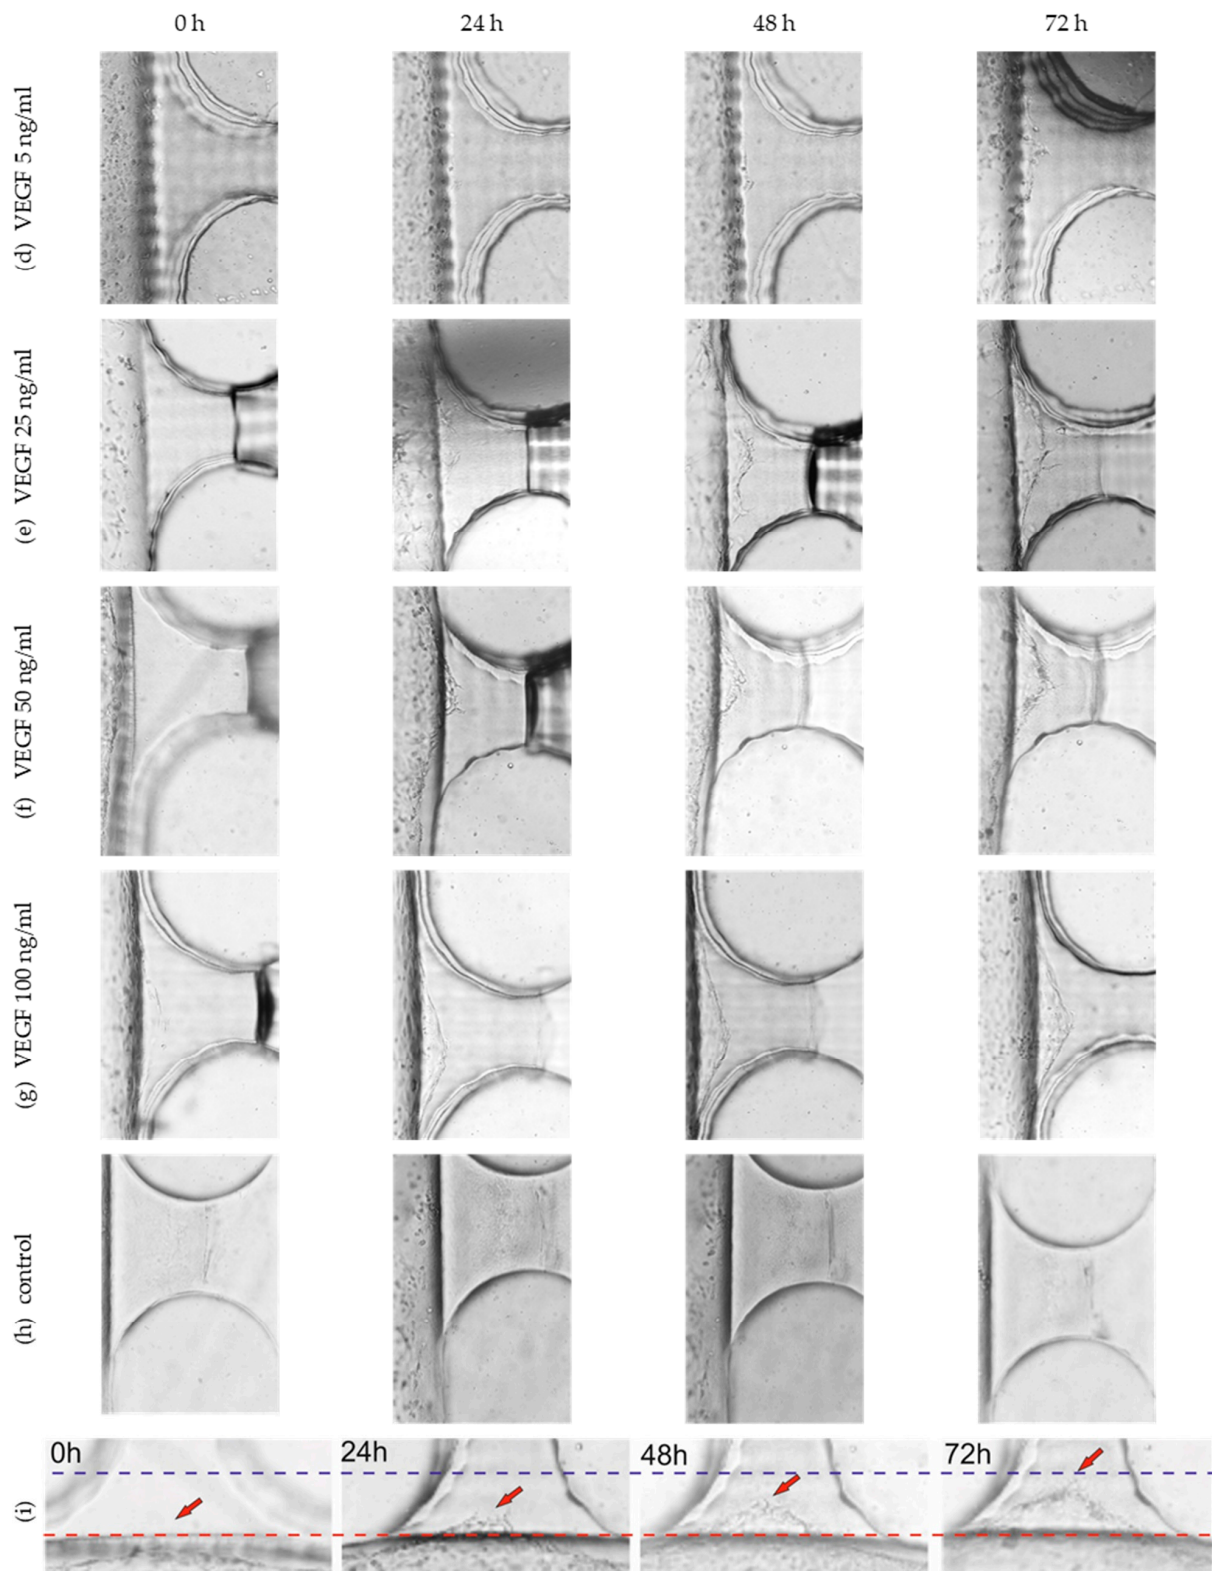 0 h 24 h 48 h 72 h
(d) VEGF 5 ng/ml
(e) VEGF 25 ng/ml
(f) VEGF 50 ng/ml
(g) VEGF 100 ng/ml
(h) control
(i)
0h 24h 48h 72h